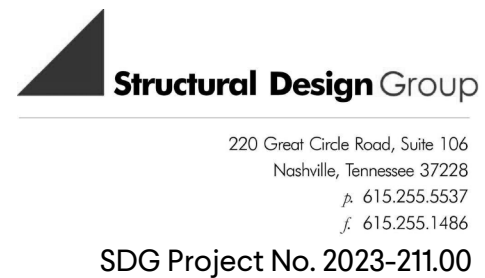 Structural Design Group
220 Great Circle Road, Suite 106
Nashville, Tennessee 37228
p. 615.255.5537
f. 615.255.1486
SDG Project No. 2023-211.00